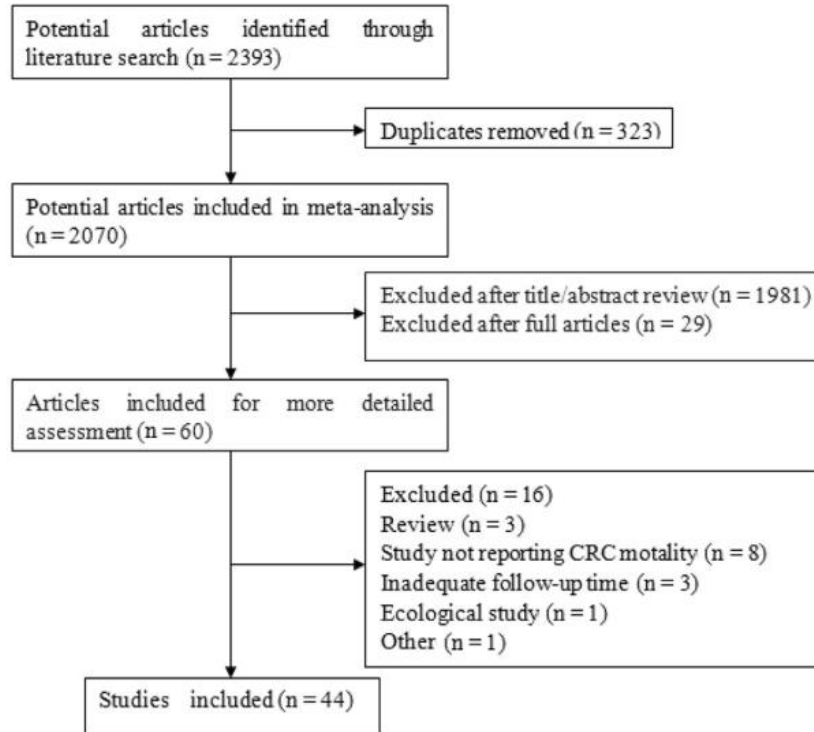 Potential articles identified through
literature search (n = 2393)
Duplicates removed (n = 323)
Potential articles included in meta-analysis
(n = 2070)
Excluded after title/abstract review (n = 1981)
Excluded after full articles (n = 29)
Articles included for more detailed
assessment (n = 60)
Excluded (n = 16)
Review (n = 3)
Study not reporting CRC motality (n = 8)
Inadequate follow-up time (n = 3)
Ecological study (n = 1)
Other (n = 1)
Studies included (n = 44)